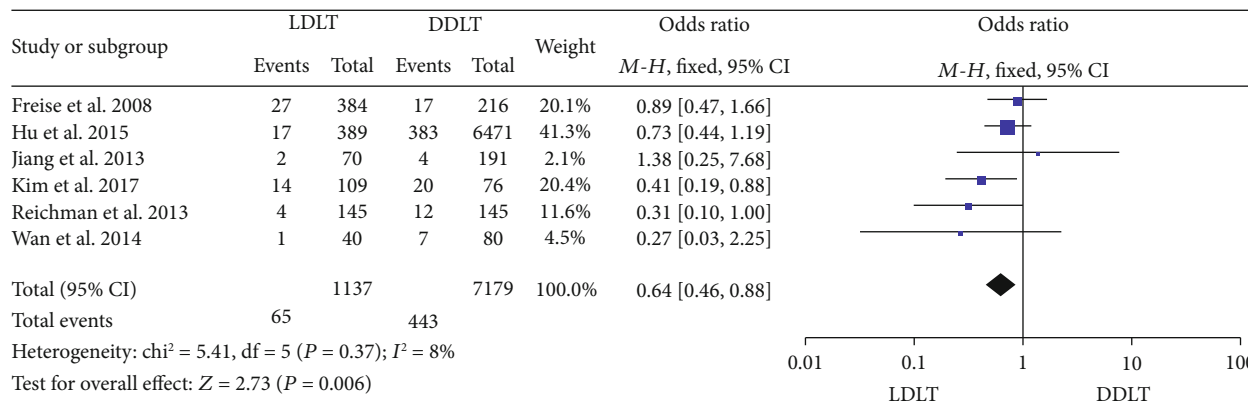 LDLT DDLT Odds ratio Odds ratio
Study or subgroup Weight
Events Total Events Total M-H, fixed, 95% CI M-H, fixed, 95% CI
Freise et al. 2008 27 384 17 216 20.1% 0.89 [0.47, 1.66]
Hu et al. 2015 17 389 383 6471 41.3% 0.73 [0.44, 1.19]
Jiang et al. 2013 2 70 4 191 2.1% 1.38 [0.25, 7.68]
Kim et al. 2017 14 109 20 76 20.4% 0.41 [0.19, 0.88]
Reichman et al. 2013 4 145 12 145 11.6% 0.31 [0.10, 1.00]
Wan et al. 2014 1 40 7 80 4.5% 0.27 [0.03, 2.25]
Total (95% CI) 1137 7179 100.0% 0.64 [0.46, 0.88]
Total events 65 443
Heterogeneity: chi² = 5.41, df = 5 (P = 0.37); I² = 8%
Test for overall effect: Z = 2.73 (P = 0.006)
0.01 0.1 1 10 100
LDLT DDLT